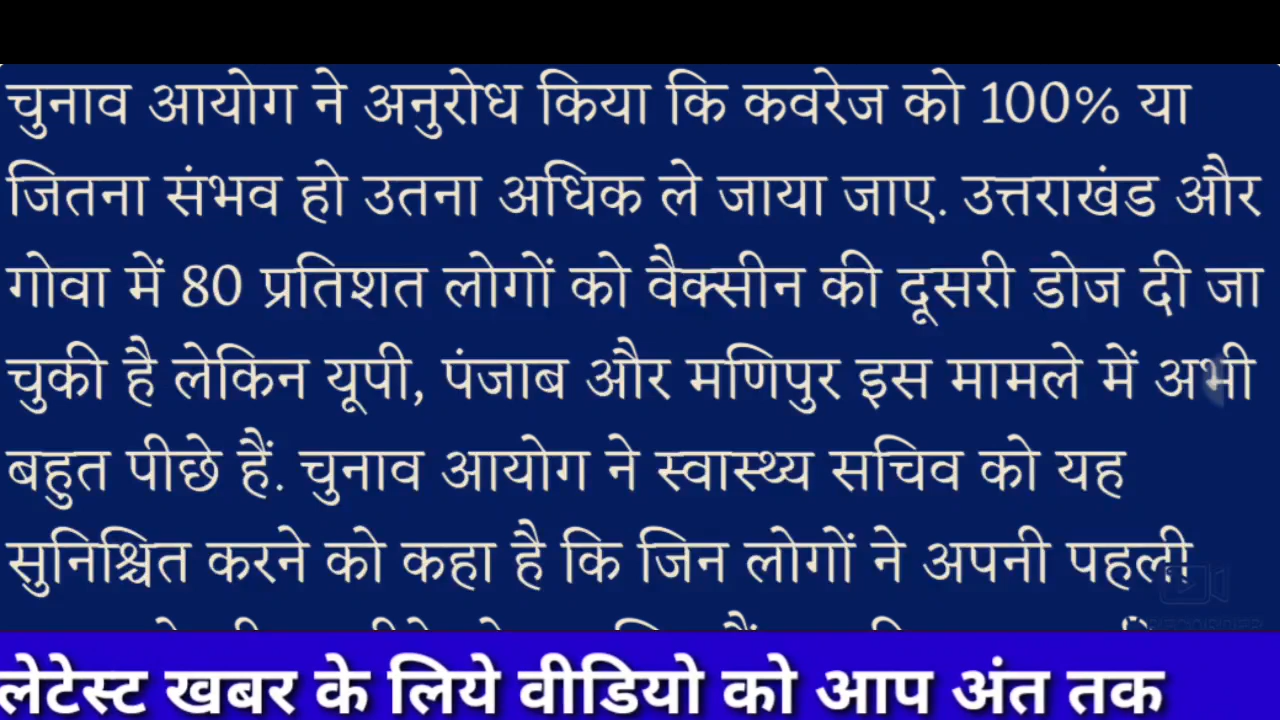 चुनाव आयोग ने अनुरोध किया कि कवरेज को 100% या
जितना संभव हो उतना अधिक ले जाया जाए. उत्तराखंड और
गोवा में 80 प्रतिशत लोगों को वैक्सीन की दूसरी डोज दी जा
चुकी है लेकिन यूपी, पंजाब और मणिपुर इस मामले में अभी
बहुत पीछे हैं. चुनाव आयोग ने स्वास्थ्य सचिव को यह
सुनिश्चित करने को कहा है कि जिन लोगों ने अपनी पहली
लेटेस्ट खबर के लिये वीडियो को आप अंत तक